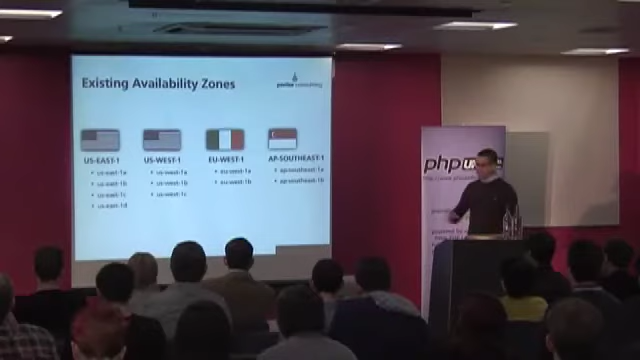 Existing Availability Zones
US-EAST-1
• us-east-1a
• us-east-1b
• us-east-1c
• us-east-1d
US-WEST-1
• us-west-1a
• us-west-1b
• us-west-1c
EU-WEST-1
• eu-west-1a
• eu-west-1b
AP-SOUTHEAST-1
• ap-southeast-1a
• ap-southeast-1b
php